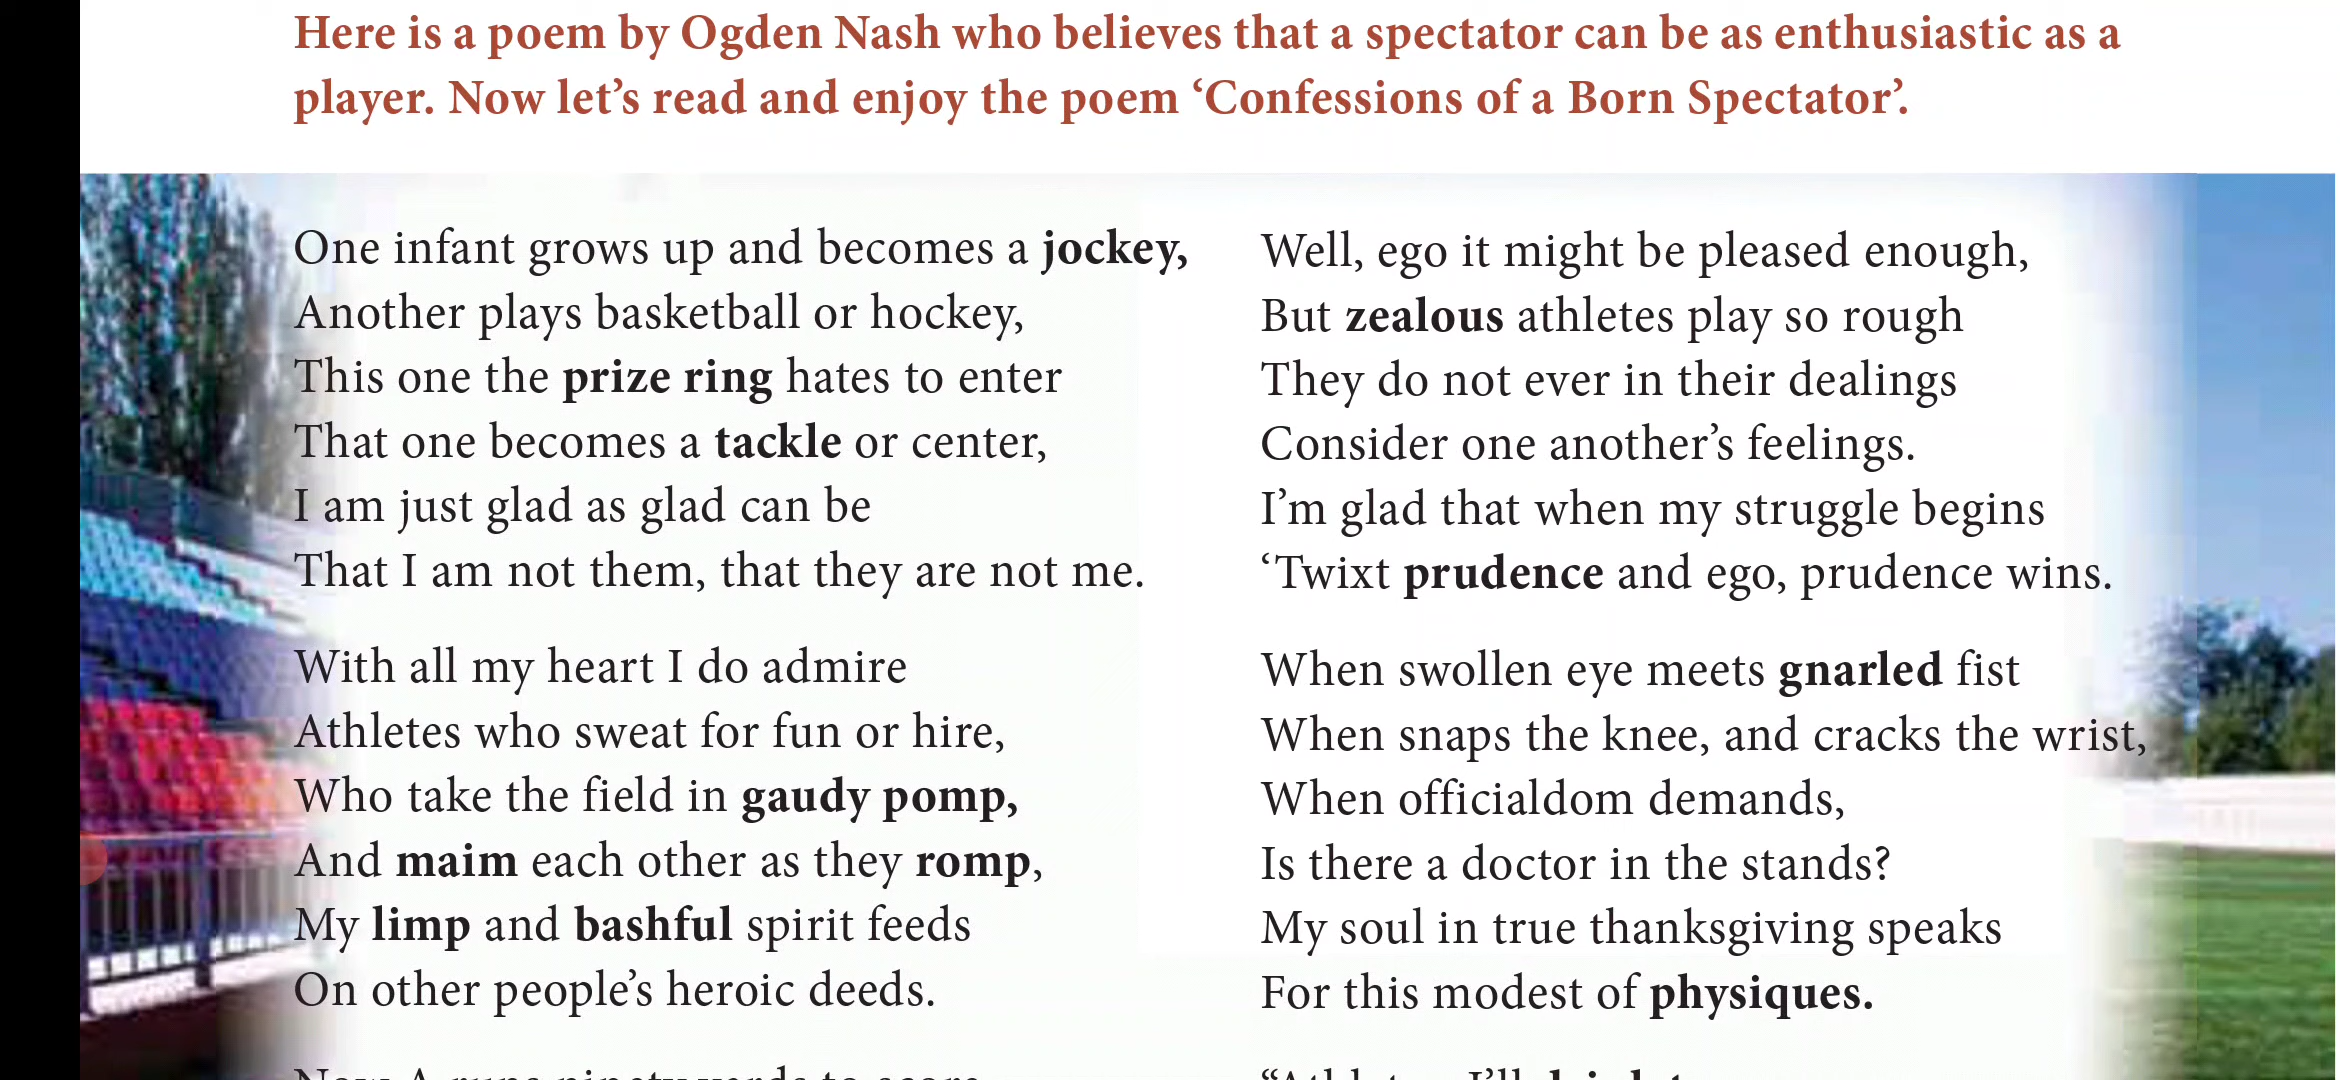 Here is a poem by Ogden Nash who believes that a spectator can be as enthusiastic as a
player. Now let’s read and enjoy the poem ‘Confessions of a Born Spectator’.
One infant grows up and becomes a jockey,
Another plays basketball or hockey,
This one the prize ring hates to enter
That one becomes a tackle or center,
I am just glad as glad can be
That I am not them, that they are not me.
With all my heart I do admire
Athletes who sweat for fun or hire,
Who take the field in gaudy pomp,
And maim each other as they romp,
My limp and bashful spirit feeds
On other people’s heroic deeds.
Now A runs ninety yards to score
Well, ego it might be pleased enough,
But zealous athletes play so rough
They do not ever in their dealings
Consider one another’s feelings.
I’m glad that when my struggle begins
‘Twixt prudence and ego, prudence wins.
When swollen eye meets gnarled fist
When snaps the knee, and cracks the wrist,
When officialdom demands,
Is there a doctor in the stands?
My soul in true thanksgiving speaks
For this modest of physiques.